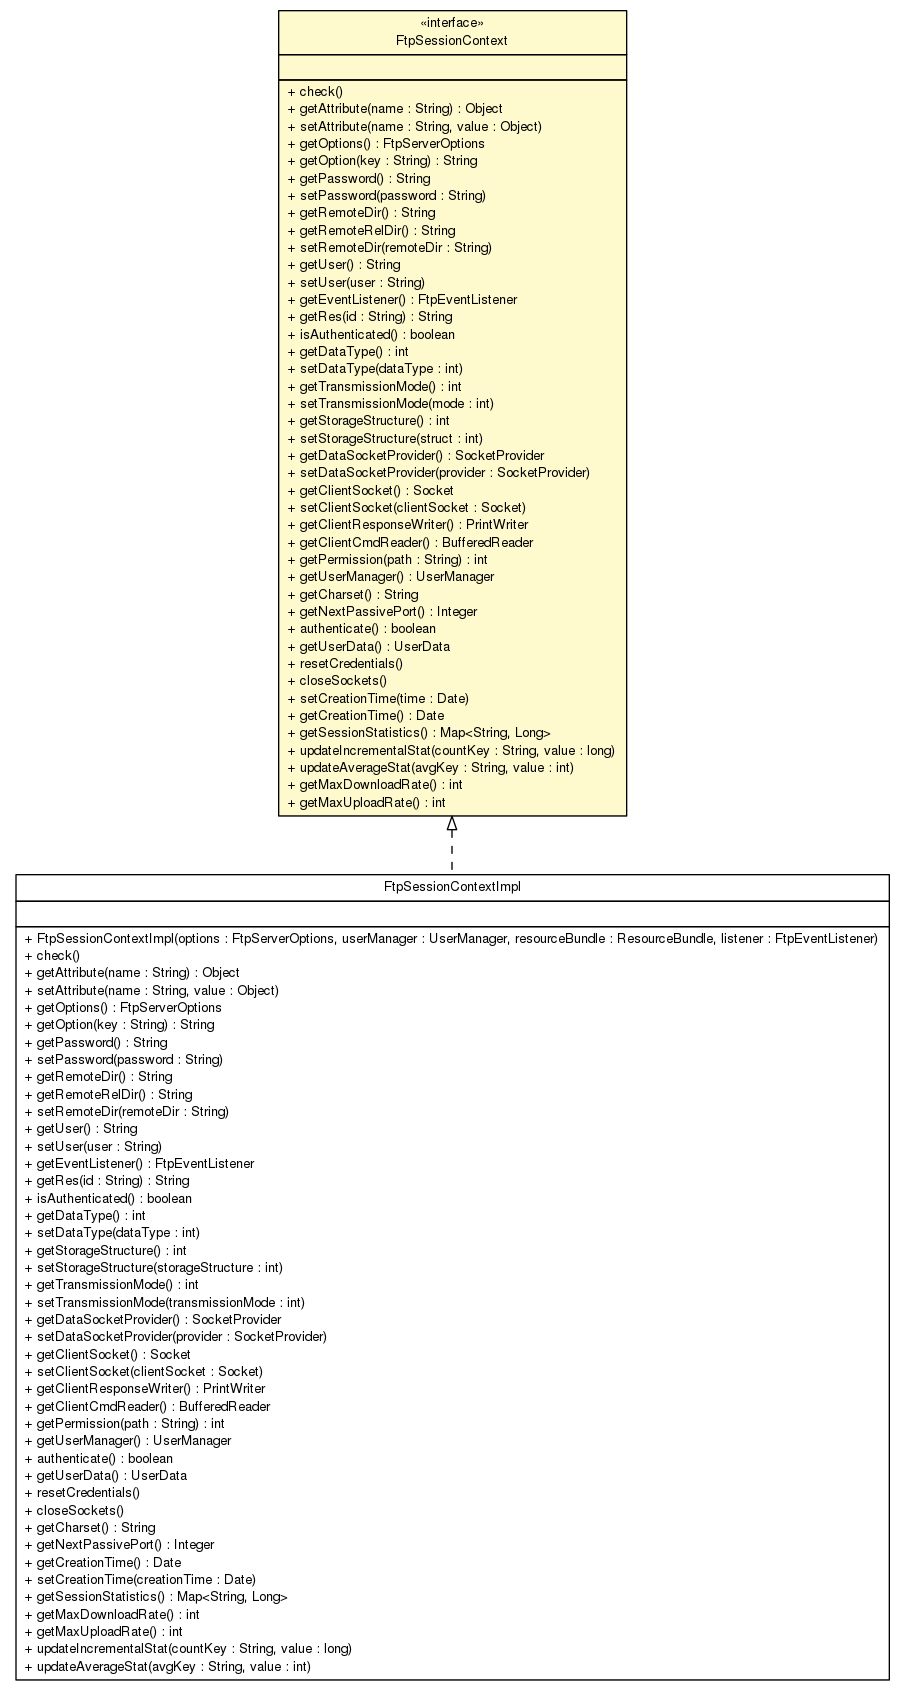 «interface»
FtpSessionContext
+ check()
+ getAttribute(name : String) : Object
+ setAttribute(name : String, value : Object)
+ getOptions() : FtpServerOptions
+ getOption(key : String) : String
+ getPassword() : String
+ setPassword(password : String)
+ getRemoteDir() : String
+ getRemoteRelDir() : String
+ setRemoteDir(remoteDir : String)
+ getUser() : String
+ setUser(user : String)
+ getEventListener() : FtpEventListener
+ getRes(id : String) : String
+ isAuthenticated() : boolean
+ getDataType() : int
+ setDataType(dataType : int)
+ getTransmissionMode() : int
+ setTransmissionMode(mode : int)
+ getStorageStructure() : int
+ setStorageStructure(struct : int)
+ getDataSocketProvider() : SocketProvider
+ setDataSocketProvider(provider : SocketProvider)
+ getClientSocket() : Socket
+ setClientSocket(clientSocket : Socket)
+ getClientResponseWriter() : PrintWriter
+ getClientCmdReader() : BufferedReader
+ getPermission(path : String) : int
+ getUserManager() : UserManager
+ getCharset() : String
+ getNextPassivePort() : Integer
+ authenticate() : boolean
+ getUserData() : UserData
+ resetCredentials()
+ closeSockets()
+ setCreationTime(time : Date)
+ getCreationTime() : Date
+ getSessionStatistics() : Map<String, Long>
+ updateIncrementalStat(countKey : String, value : long)
+ updateAverageStat(avgKey : String, value : int)
+ getMaxDownloadRate() : int
+ getMaxUploadRate() : int
FtpSessionContextImpl
+ FtpSessionContextImpl(options : FtpServerOptions, userManager : UserManager, resourceBundle : ResourceBundle, listener : FtpEventListener)
+ check()
+ getAttribute(name : String) : Object
+ setAttribute(name : String, value : Object)
+ getOptions() : FtpServerOptions
+ getOption(key : String) : String
+ getPassword() : String
+ setPassword(password : String)
+ getRemoteDir() : String
+ getRemoteRelDir() : String
+ setRemoteDir(remoteDir : String)
+ getUser() : String
+ setUser(user : String)
+ getEventListener() : FtpEventListener
+ getRes(id : String) : String
+ isAuthenticated() : boolean
+ getDataType() : int
+ setDataType(dataType : int)
+ getStorageStructure() : int
+ setStorageStructure(storageStructure : int)
+ getTransmissionMode() : int
+ setTransmissionMode(transmissionMode : int)
+ getDataSocketProvider() : SocketProvider
+ setDataSocketProvider(provider : SocketProvider)
+ getClientSocket() : Socket
+ setClientSocket(clientSocket : Socket)
+ getClientResponseWriter() : PrintWriter
+ getClientCmdReader() : BufferedReader
+ getPermission(path : String) : int
+ getUserManager() : UserManager
+ authenticate() : boolean
+ getUserData() : UserData
+ resetCredentials()
+ closeSockets()
+ getCharset() : String
+ getNextPassivePort() : Integer
+ getCreationTime() : Date
+ setCreationTime(creationTime : Date)
+ getSessionStatistics() : Map<String, Long>
+ getMaxDownloadRate() : int
+ getMaxUploadRate() : int
+ updateIncrementalStat(countKey : String, value : long)
+ updateAverageStat(avgKey : String, value : int)